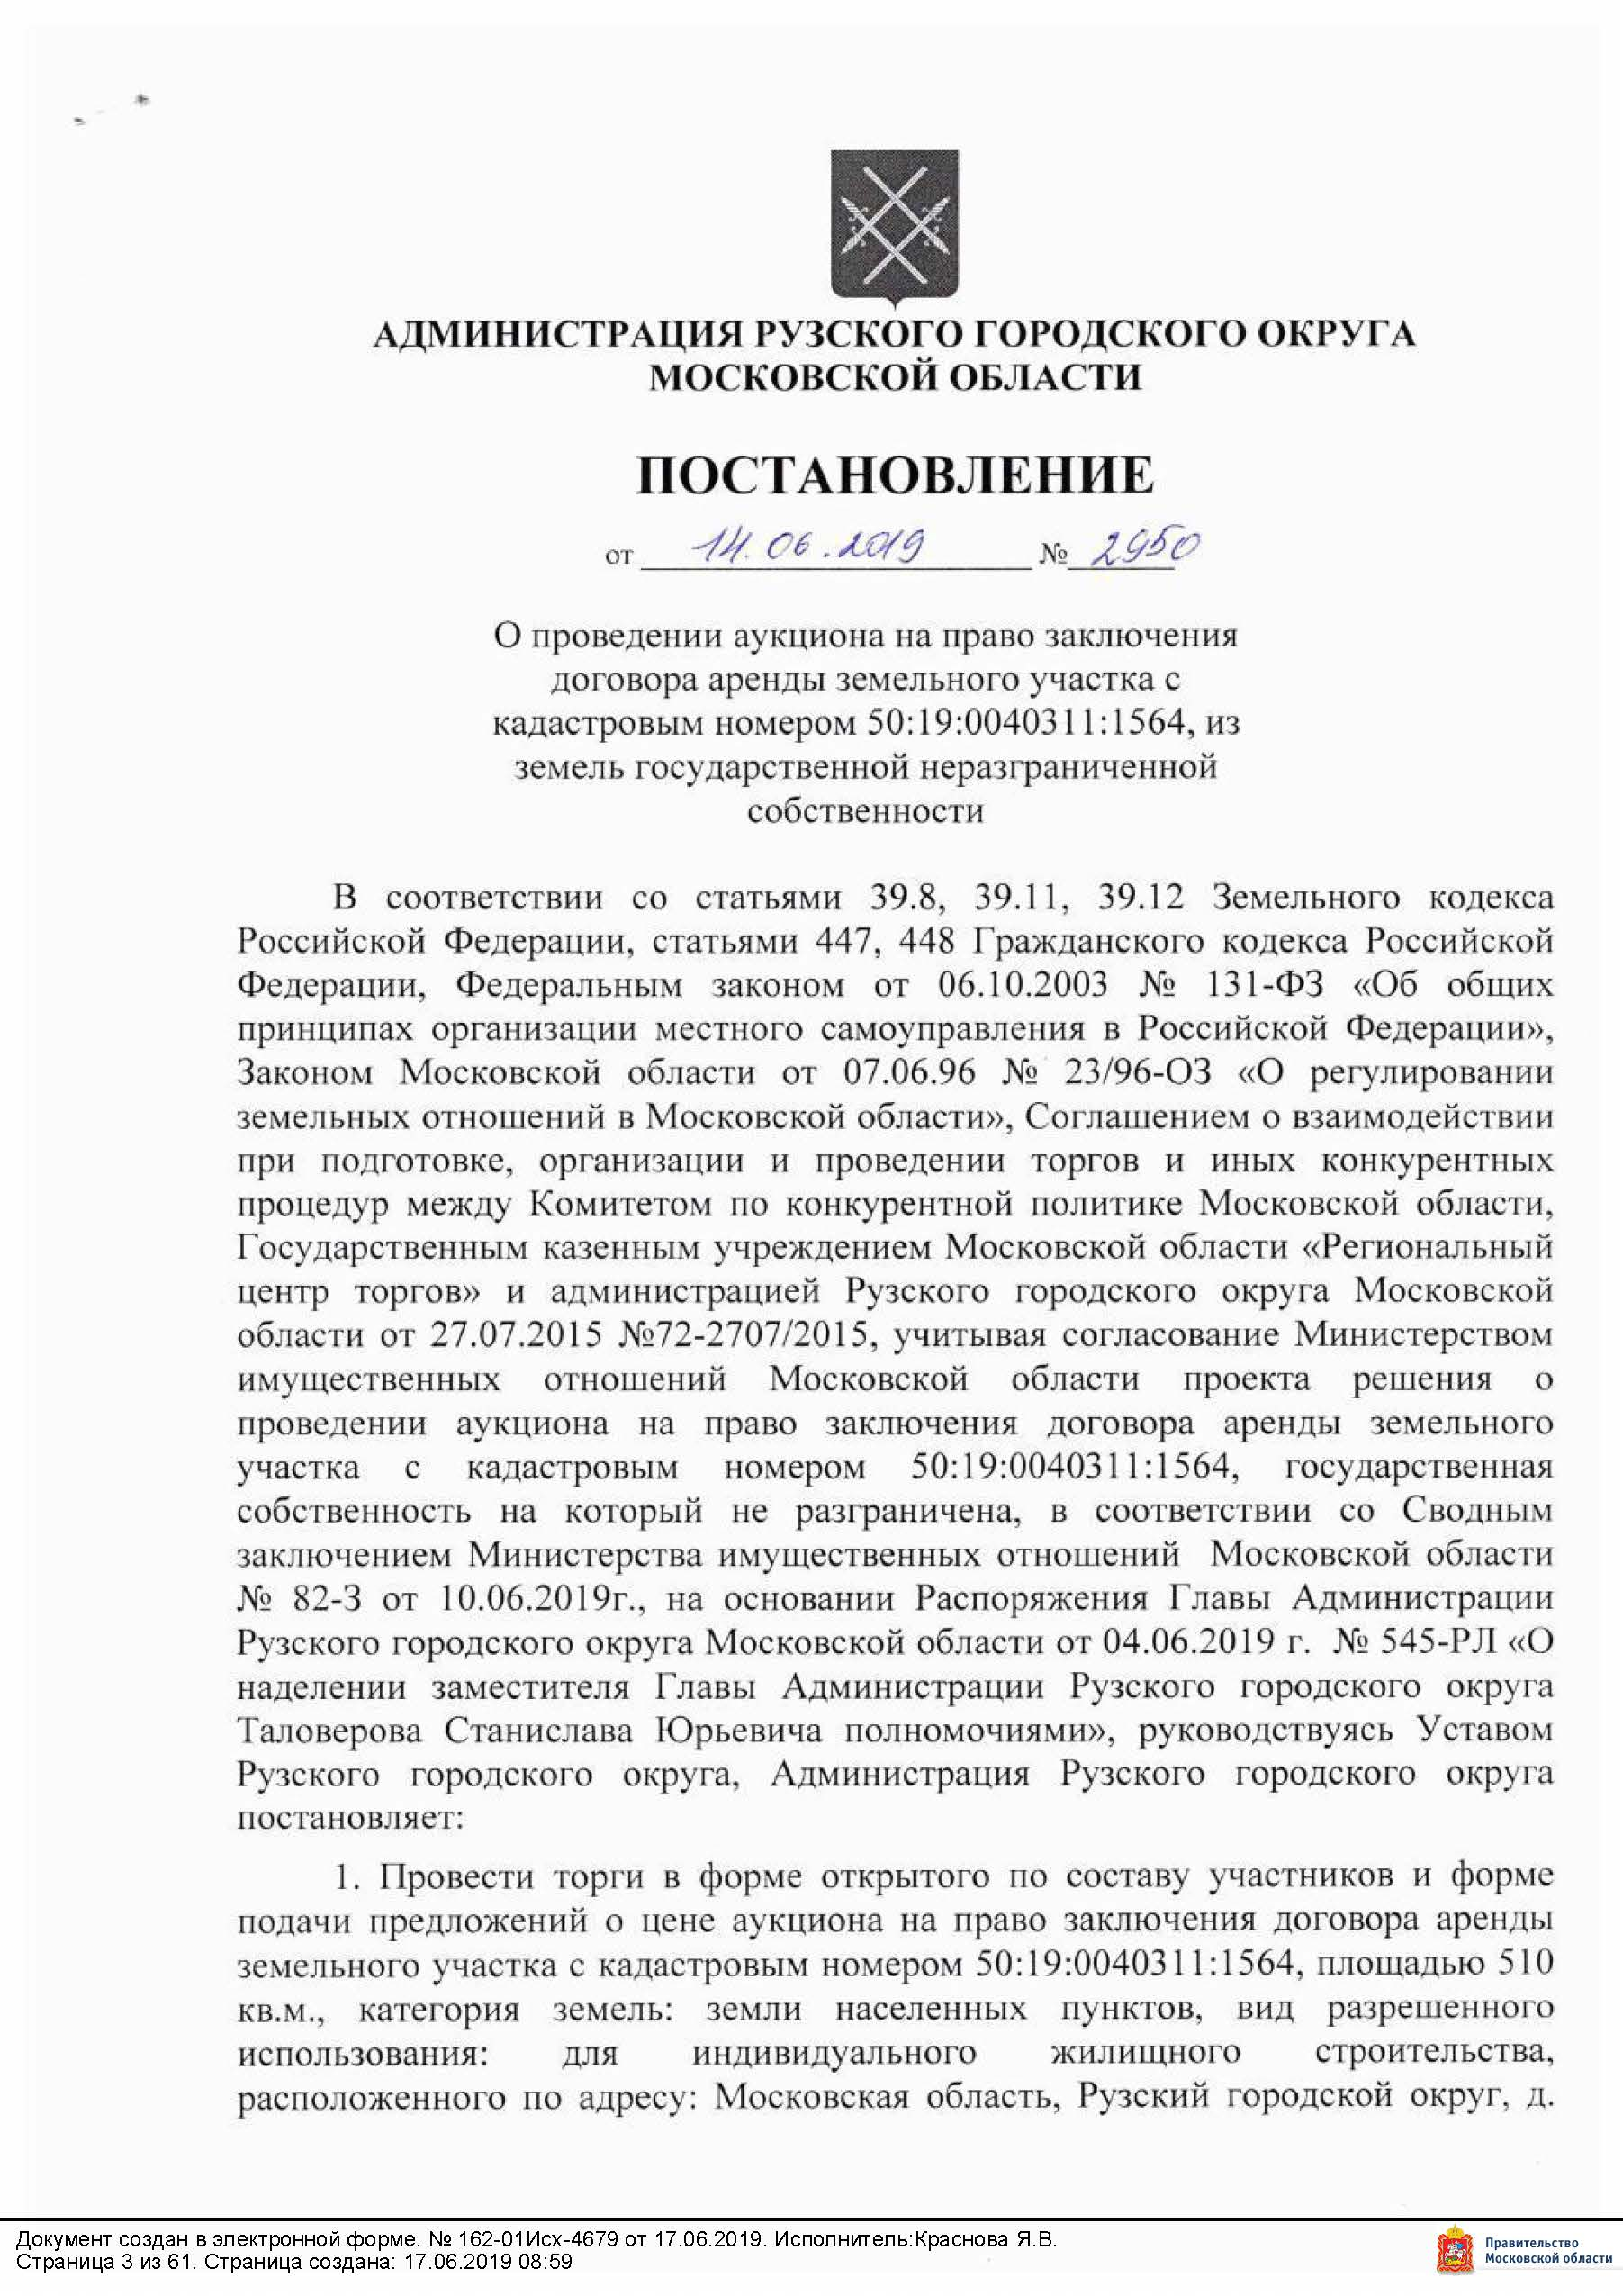 АДМИНИСТРАЦИЯ РУЗСКОГО ГОРОДСКОГО ОКРУГА
МОСКОВСКОЙ ОБЛАСТИ
ПОСТАНОВЛЕНИЕ
от 14.06.2019 № 2950
О проведении аукциона на право заключения
договора аренды земельного участка с
кадастровым номером 50:19:0040311:1564, из
земель государственной неразграниченной
собственности
В соответствии со статьями 39.8, 39.11, 39.12 Земельного кодекса
Российской Федерации, статьями 447, 448 Гражданского кодекса Российской
Федерации, Федеральным законом от 06.10.2003 № 131-ФЗ «Об общих
принципах организации местного самоуправления в Российской Федерации»,
Законом Московской области от 07.06.96 № 23/96-ОЗ «О регулировании
земельных отношений в Московской области», Соглашением о взаимодействии
при подготовке, организации и проведении торгов и иных конкурентных
процедур между Комитетом по конкурентной политике Московской области,
Государственным казенным учреждением Московской области «Региональный
центр торгов» и администрацией Рузского городского округа Московской
области от 27.07.2015 №72-2707/2015, учитывая согласование Министерством
имущественных отношений Московской области проекта решения о
проведении аукциона на право заключения договора аренды земельного
участка с кадастровым номером 50:19:0040311:1564, государственная
собственность на который не разграничена, в соответствии со Сводным
заключением Министерства имущественных отношений Московской области
№ 82-З от 10.06.2019г., на основании Распоряжения Главы Администрации
Рузского городского округа Московской области от 04.06.2019 г. № 545-РЛ «О
наделении заместителя Главы Администрации Рузского городского округа
Таловерова Станислава Юрьевича полномочиями», руководствуясь Уставом
Рузского городского округа, Администрация Рузского городского округа
постановляет:
1. Провести торги в форме открытого по составу участников и форме
подачи предложений о цене аукциона на право заключения договора аренды
земельного участка с кадастровым номером 50:19:0040311:1564, площадью 510
кв.м., категория земель: земли населенных пунктов, вид разрешенного
использования: для индивидуального жилищного строительства,
расположенного по адресу: Московская область, Рузский городской округ, д.
Документ создан в электронной форме. № 162-01Исх-4679 от 17.06.2019. Исполнитель:Краснова Я.В.
Страница 3 из 61. Страница создана: 17.06.2019 08:59
Правительство
Московской области